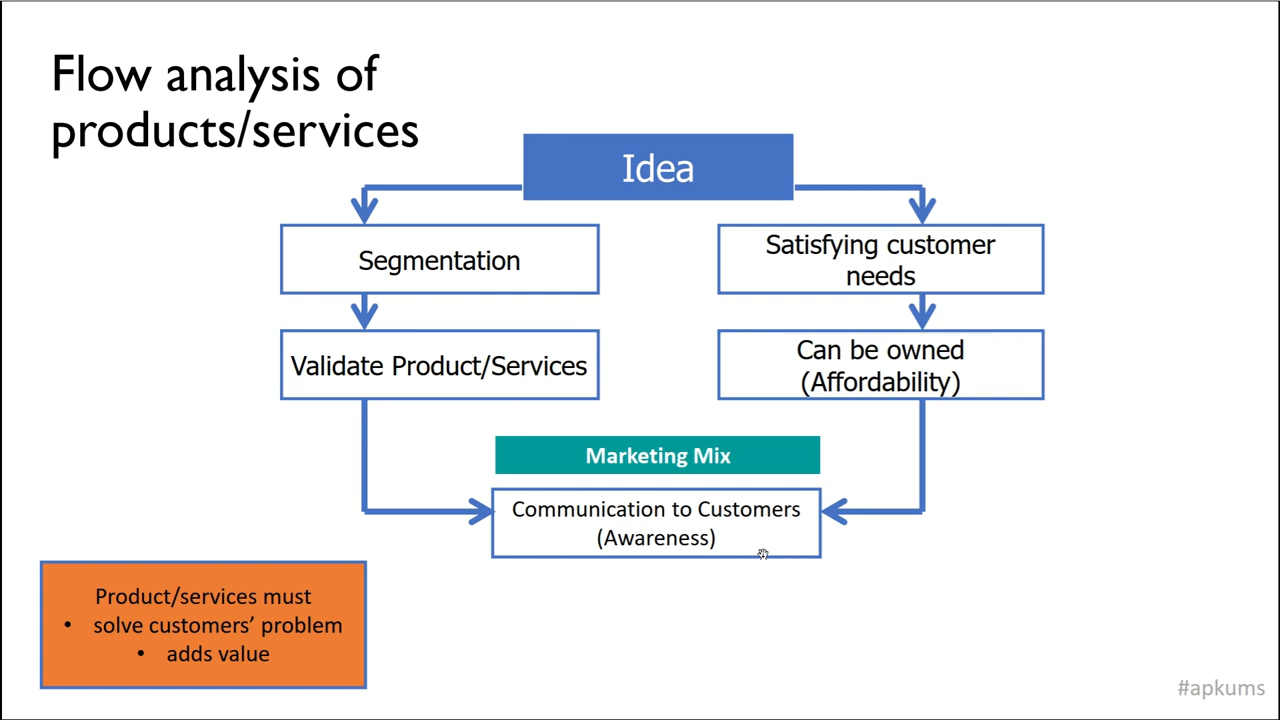 Flow analysis of
products/services
Idea
Segmentation
Satisfying customer
needs
Validate Product/Services
Can be owned
(Affordability)
Marketing Mix
Communication to Customers
(Awareness)
Product/services must
• solve customers’ problem
• adds value
#apkums